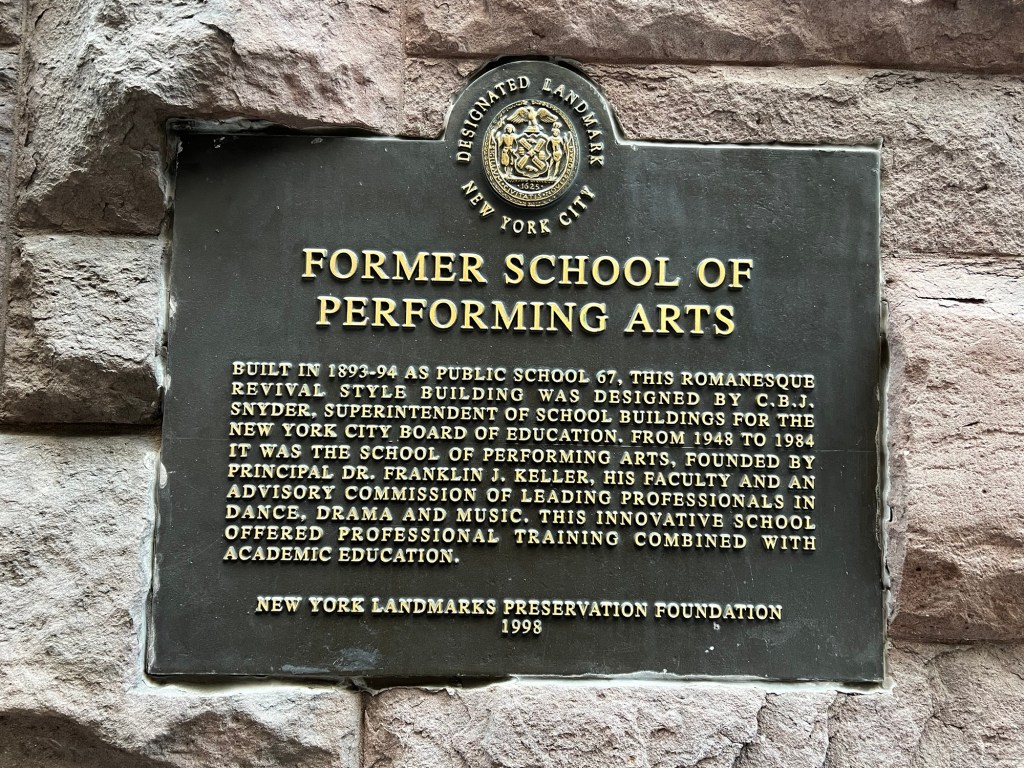 DESIGNATED LANDMARK
NEW YORK CITY
1625
FORMER SCHOOL OF
PERFORMING ARTS
BUILT IN 1893-94 AS PUBLIC SCHOOL 67, THIS ROMANESQUE
REVIVAL STYLE BUILDING WAS DESIGNED BY C.B.J.
SNYDER, SUPERINTENDENT OF SCHOOL BUILDINGS FOR THE
NEW YORK CITY BOARD OF EDUCATION. FROM 1948 TO 1984
IT WAS THE SCHOOL OF PERFORMING ARTS, FOUNDED BY
PRINCIPAL DR. FRANKLIN J. KELLER, HIS FACULTY AND AN
ADVISORY COMMISSION OF LEADING PROFESSIONALS IN
DANCE, DRAMA AND MUSIC. THIS INNOVATIVE SCHOOL
OFFERED PROFESSIONAL TRAINING COMBINED WITH
ACADEMIC EDUCATION.
NEW YORK LANDMARKS PRESERVATION FOUNDATION
1998